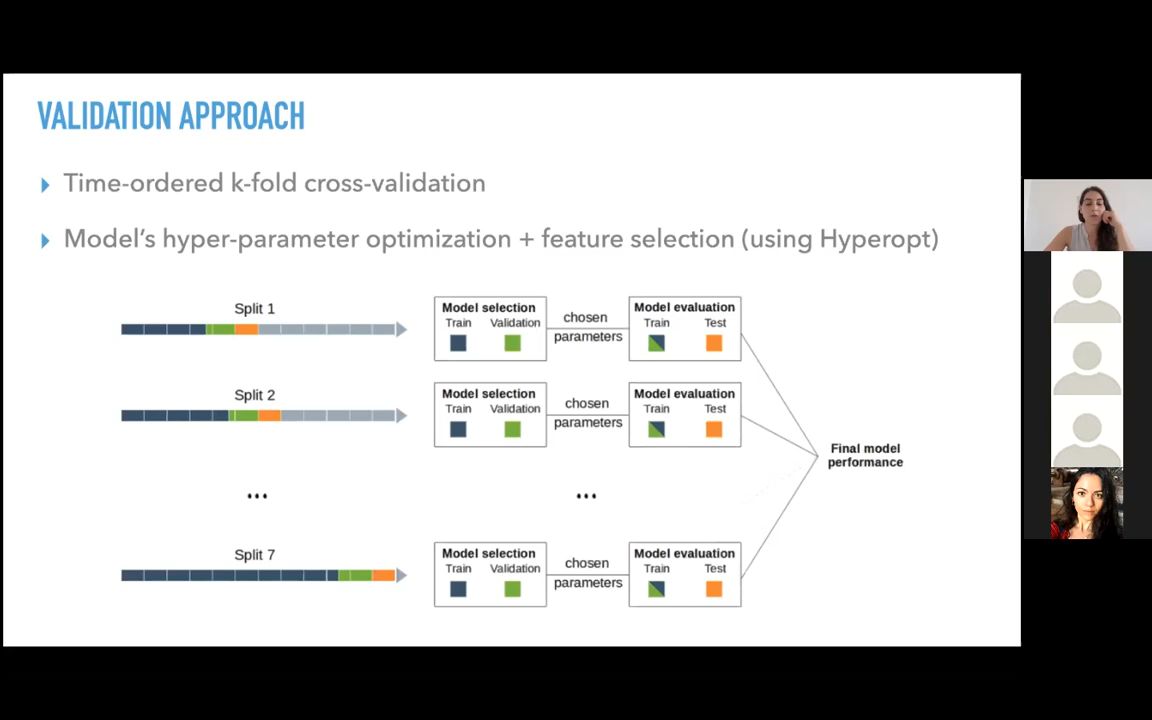 VALIDATION APPROACH
Time-ordered k-fold cross-validation
Model's hyper-parameter optimization + feature selection (using Hyperopt)
Split 1
Model selection
Train Validation
chosen
parameters
Model evaluation
Train Test
Split 2
Model selection
Train Validation
chosen
parameters
Model evaluation
Train Test
Final model
performance
...
...
Split 7
Model selection
Train Validation
chosen
parameters
Model evaluation
Train Test